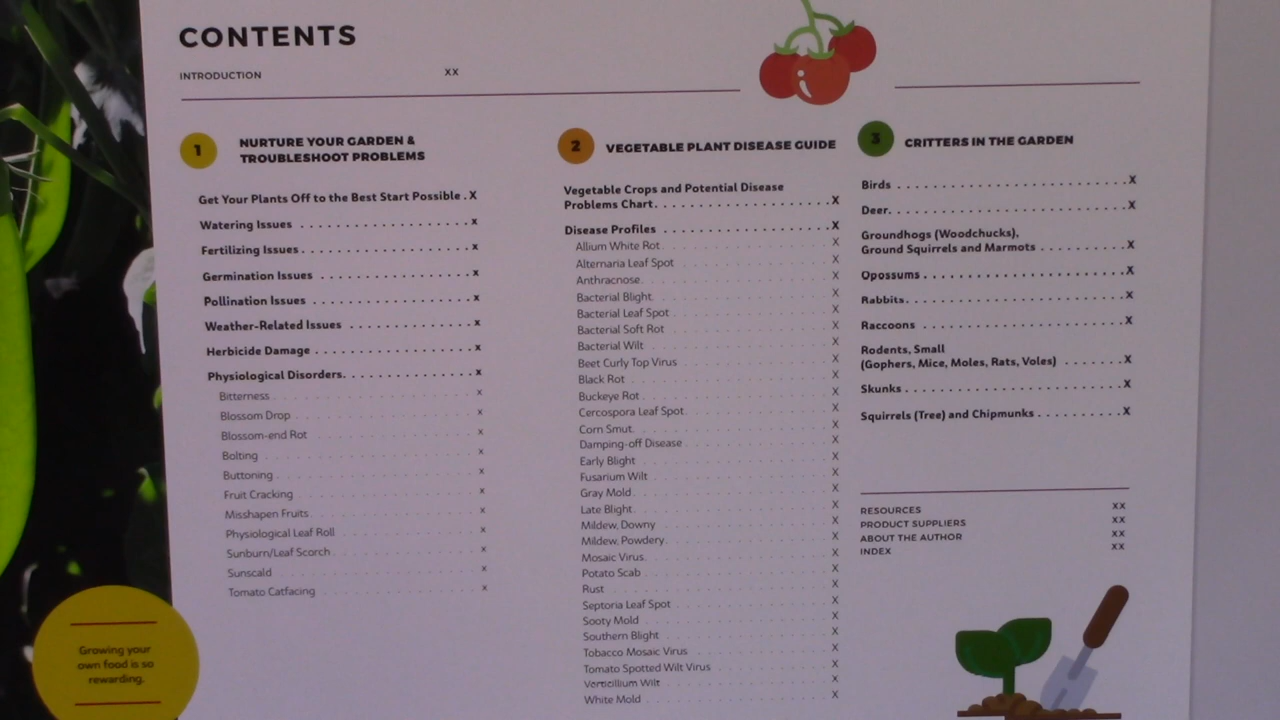 CONTENTS
INTRODUCTION XX
1 NURTURE YOUR GARDEN &
TROUBLESHOOT PROBLEMS
Get Your Plants Off to the Best Start Possible . X
Watering Issues . . . . . . . . . . . . . . . . . . . . x
Fertilizing Issues . . . . . . . . . . . . . . . . . . . . x
Germination Issues . . . . . . . . . . . . . . . . . . x
Pollination Issues . . . . . . . . . . . . . . . . . . . x
Weather-Related Issues . . . . . . . . . . . . . . . x
Herbicide Damage . . . . . . . . . . . . . . . . . . . x
Physiological Disorders. . . . . . . . . . . . . . . . x
Bitterness . . . . . . . . . . . . . . . . . . . . x
Blossom Drop . . . . . . . . . . . . . . . . . . x
Blossom-end Rot . . . . . . . . . . . . . . . . x
Bolting . . . . . . . . . . . . . . . . . . . . . x
Buttoning . . . . . . . . . . . . . . . . . . . . x
Fruit Cracking . . . . . . . . . . . . . . . . . . x
Misshapen Fruits . . . . . . . . . . . . . . . . x
Physiological Leaf Roll . . . . . . . . . . . . . x
Sunburn/Leaf Scorch . . . . . . . . . . . . . . x
Sunscald . . . . . . . . . . . . . . . . . . . . x
Tomato Catfacing . . . . . . . . . . . . . . . . x
2 VEGETABLE PLANT DISEASE GUIDE
Vegetable Crops and Potential Disease
Problems Chart. . . . . . . . . . . . . . . . . . . . X
Disease Profiles . . . . . . . . . . . . . . . . . . . X
Allium White Rot . . . . . . . . . . . . . . . . . X
Alternaria Leaf Spot . . . . . . . . . . . . . . . X
Anthracnose . . . . . . . . . . . . . . . . . . . X
Bacterial Blight . . . . . . . . . . . . . . . . . . X
Bacterial Leaf Spot . . . . . . . . . . . . . . . . X
Bacterial Soft Rot . . . . . . . . . . . . . . . . X
Bacterial Wilt . . . . . . . . . . . . . . . . . . . X
Beet Curly Top Virus . . . . . . . . . . . . . . . X
Black Rot . . . . . . . . . . . . . . . . . . . . . X
Buckeye Rot . . . . . . . . . . . . . . . . . . . X
Cercospora Leaf Spot . . . . . . . . . . . . . . X
Corn Smut . . . . . . . . . . . . . . . . . . . . X
Damping-off Disease . . . . . . . . . . . . . . X
Early Blight . . . . . . . . . . . . . . . . . . . . X
Fusarium Wilt . . . . . . . . . . . . . . . . . . X
Gray Mold . . . . . . . . . . . . . . . . . . . . X
Late Blight . . . . . . . . . . . . . . . . . . . . X
Mildew, Downy . . . . . . . . . . . . . . . . . X
Mildew, Powdery . . . . . . . . . . . . . . . . X
Mosaic Virus . . . . . . . . . . . . . . . . . . . X
Potato Scab . . . . . . . . . . . . . . . . . . . X
Rust . . . . . . . . . . . . . . . . . . . . . . . X
Septoria Leaf Spot . . . . . . . . . . . . . . . X
Sooty Mold . . . . . . . . . . . . . . . . . . . X
Southern Blight . . . . . . . . . . . . . . . . . X
Tobacco Mosaic Virus . . . . . . . . . . . . . X
Tomato Spotted Wilt Virus . . . . . . . . . . . X
Verticillium Wilt . . . . . . . . . . . . . . . . . X
White Mold . . . . . . . . . . . . . . . . . . . X
3 CRITTERS IN THE GARDEN
Birds . . . . . . . . . . . . . . . . . . . . . . . . . X
Deer. . . . . . . . . . . . . . . . . . . . . . . . . . X
Groundhogs (Woodchucks),
Ground Squirrels and Marmots . . . . . . . . . . X
Opossums . . . . . . . . . . . . . . . . . . . . . . X
Rabbits. . . . . . . . . . . . . . . . . . . . . . . . X
Raccoons . . . . . . . . . . . . . . . . . . . . . . X
Rodents, Small
(Gophers, Mice, Moles, Rats, Voles) . . . . . . . X
Skunks . . . . . . . . . . . . . . . . . . . . . . . . X
Squirrels (Tree) and Chipmunks . . . . . . . . . . X
RESOURCES XX
PRODUCT SUPPLIERS XX
ABOUT THE AUTHOR XX
INDEX XX
Growing your
own food is so
rewarding.